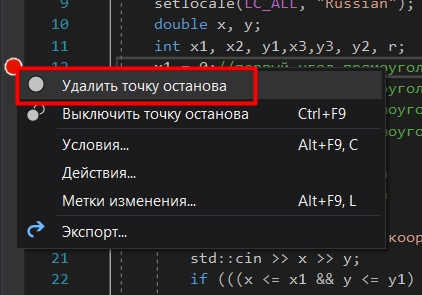 9 setlocale(LC_ALL, "Russian");
10 double x, y;
11 int x1, x2, y1,x3,y3, y2, r;
12 x1 = 0;//первый угол прямоугол
Удалить точку останова
Выключить точку останова Ctrl+F9
Условия... Alt+F9, C
Действия...
Метки изменения... Alt+F9, L
Экспорт... коор
21 std::cin >> x >> y;
22 if (((x <= x1 && y <= y1)